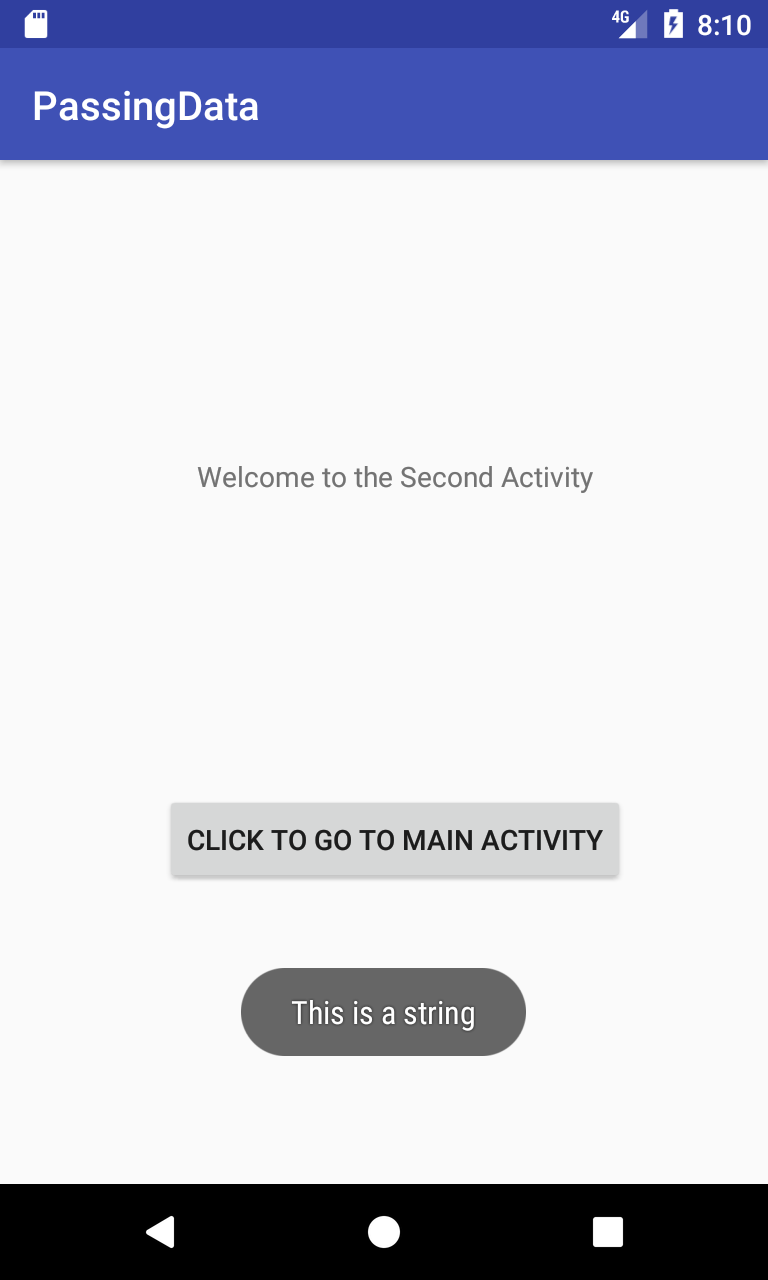 4G 8:10
PassingData
Welcome to the Second Activity
CLICK TO GO TO MAIN ACTIVITY
This is a string